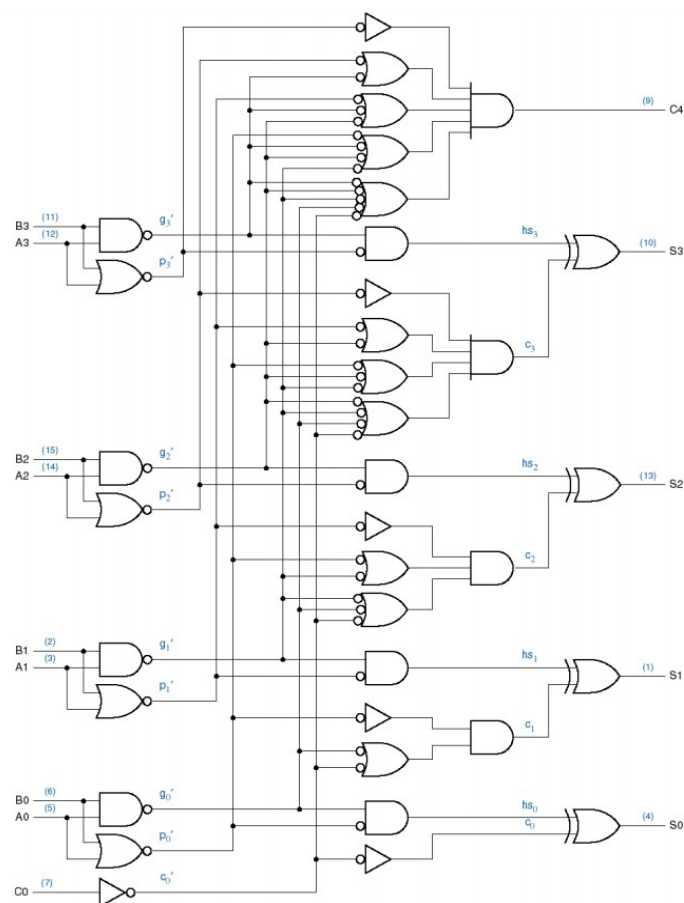 (9) C4
B3 (11) g3′
A3 (12) hs3 (10) S3
p3′
c3
B2 (15) g2′ hs2 (13) S2
A2 (14)
p2′
c2
B1 (2) g1′ hs1 (1) S1
A1 (3)
p1′
c1
B0 (6) g0′ hs0
A0 (5) c0 (4) S0
p0′
C0 (7) c0′